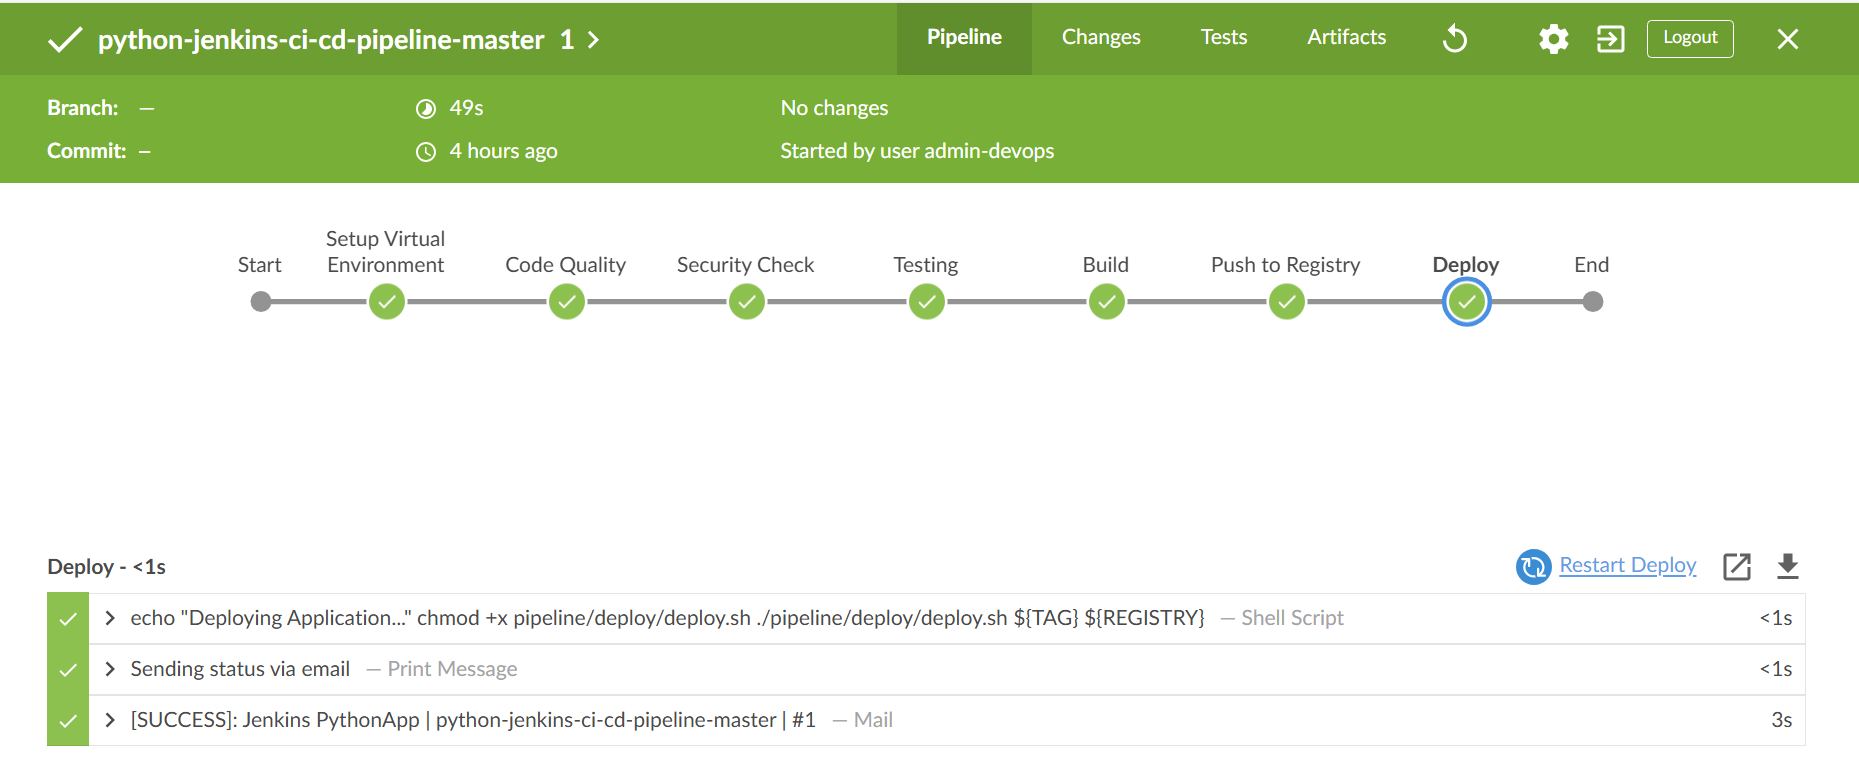 python-jenkins-ci-cd-pipeline-master 1
Pipeline Changes Tests Artifacts Logout
Branch: — 49s No changes
Commit: – 4 hours ago Started by user admin-devops
Start Setup Virtual Environment Code Quality Security Check Testing Build Push to Registry Deploy End
Deploy - <1s Restart Deploy
echo "Deploying Application..." chmod +x pipeline/deploy/deploy.sh ./pipeline/deploy/deploy.sh ${TAG} ${REGISTRY} — Shell Script <1s
Sending status via email — Print Message <1s
[SUCCESS]: Jenkins PythonApp | python-jenkins-ci-cd-pipeline-master | #1 — Mail 3s